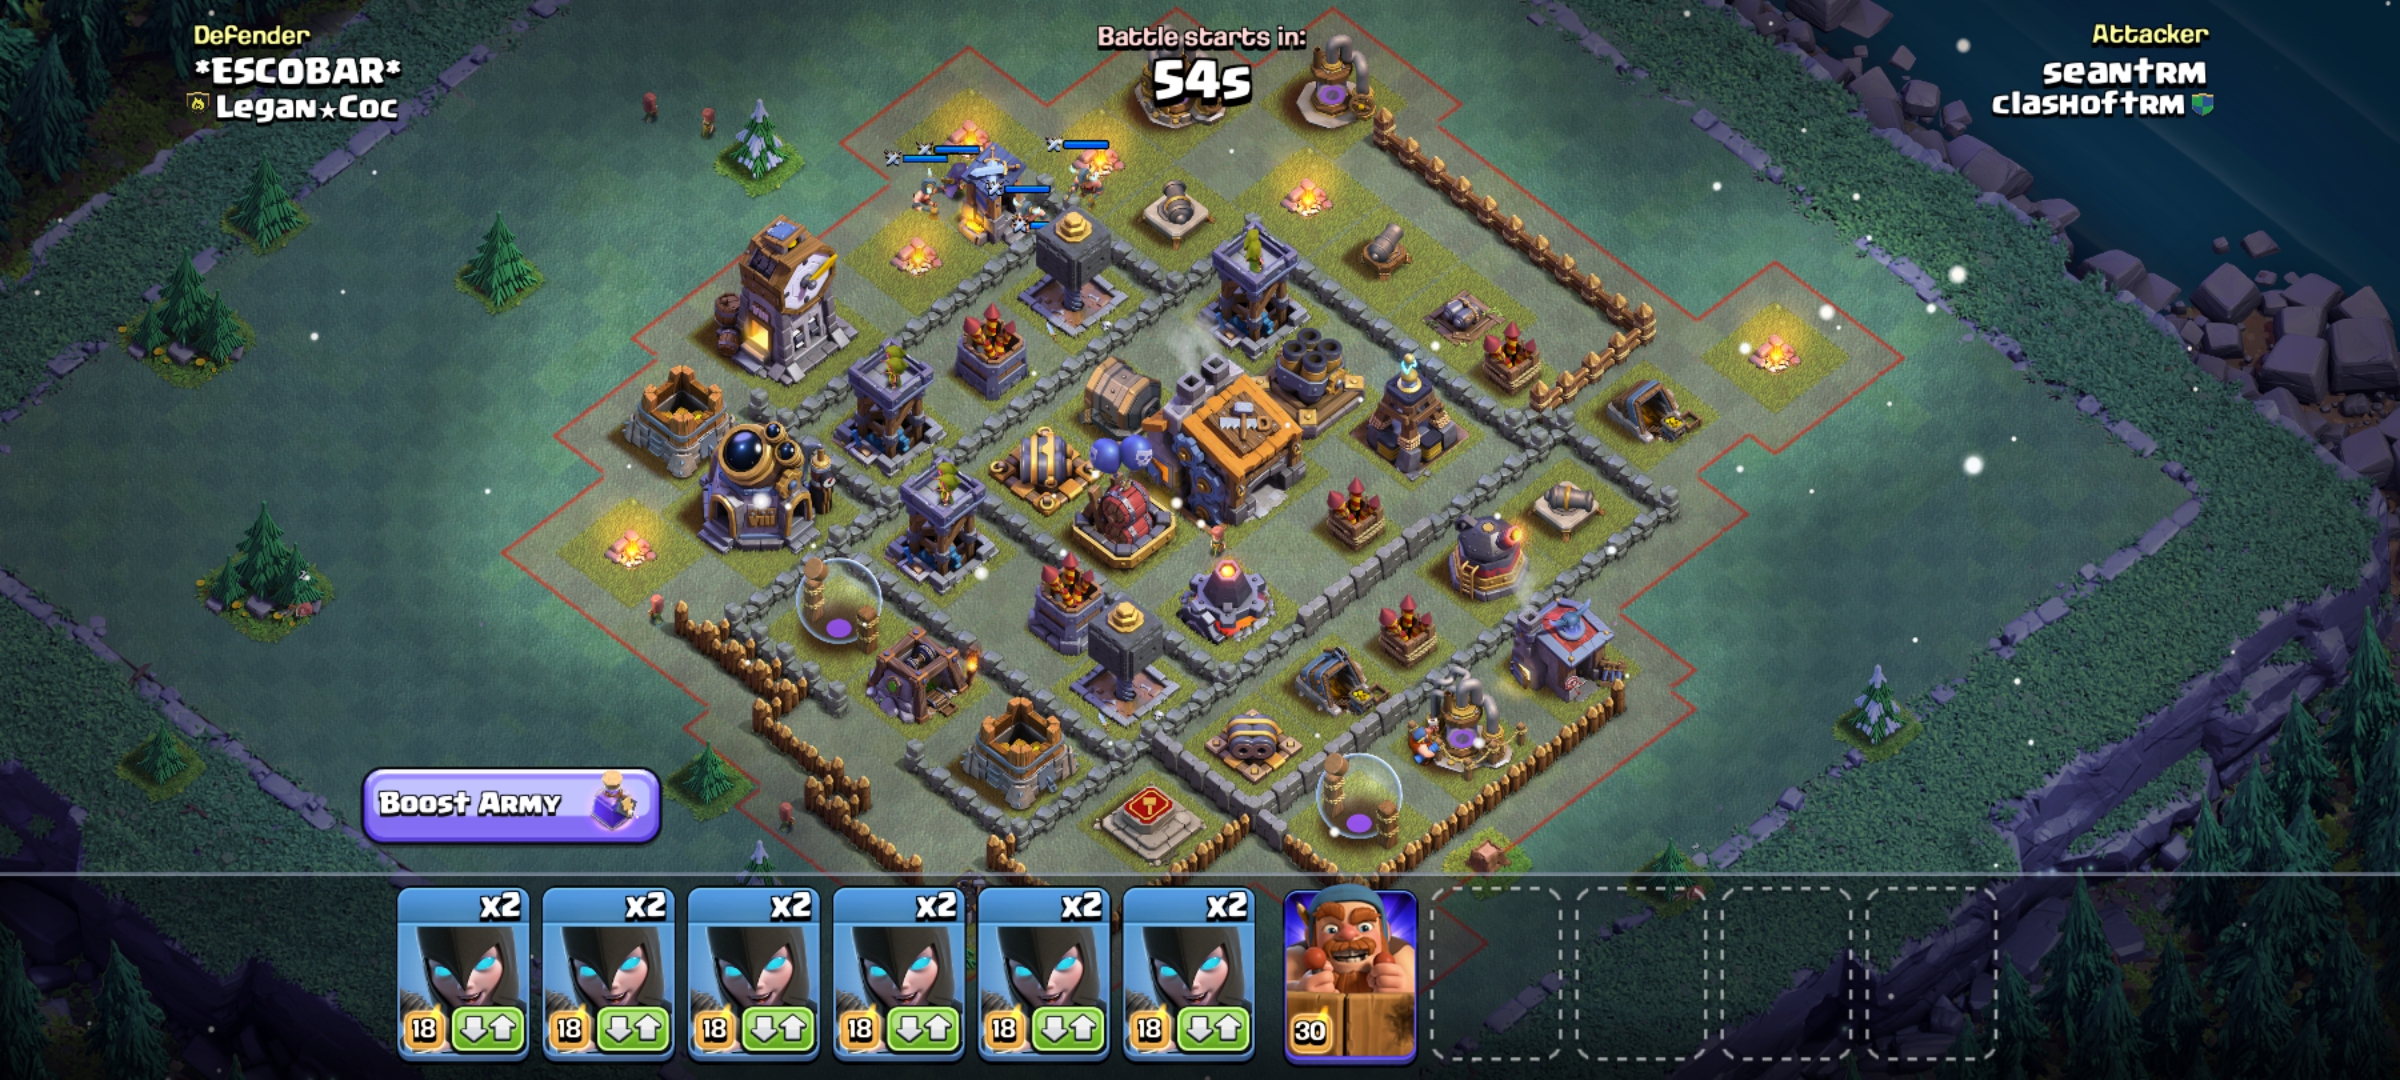 Defender
*ESCOBAR*
Legan★Coc
Battle starts in:
54s
Attacker
seantRM
clashoftRM
VIII
Boost Army
x2
x2
x2
x2
x2
x2
18
18
18
18
18
18
30